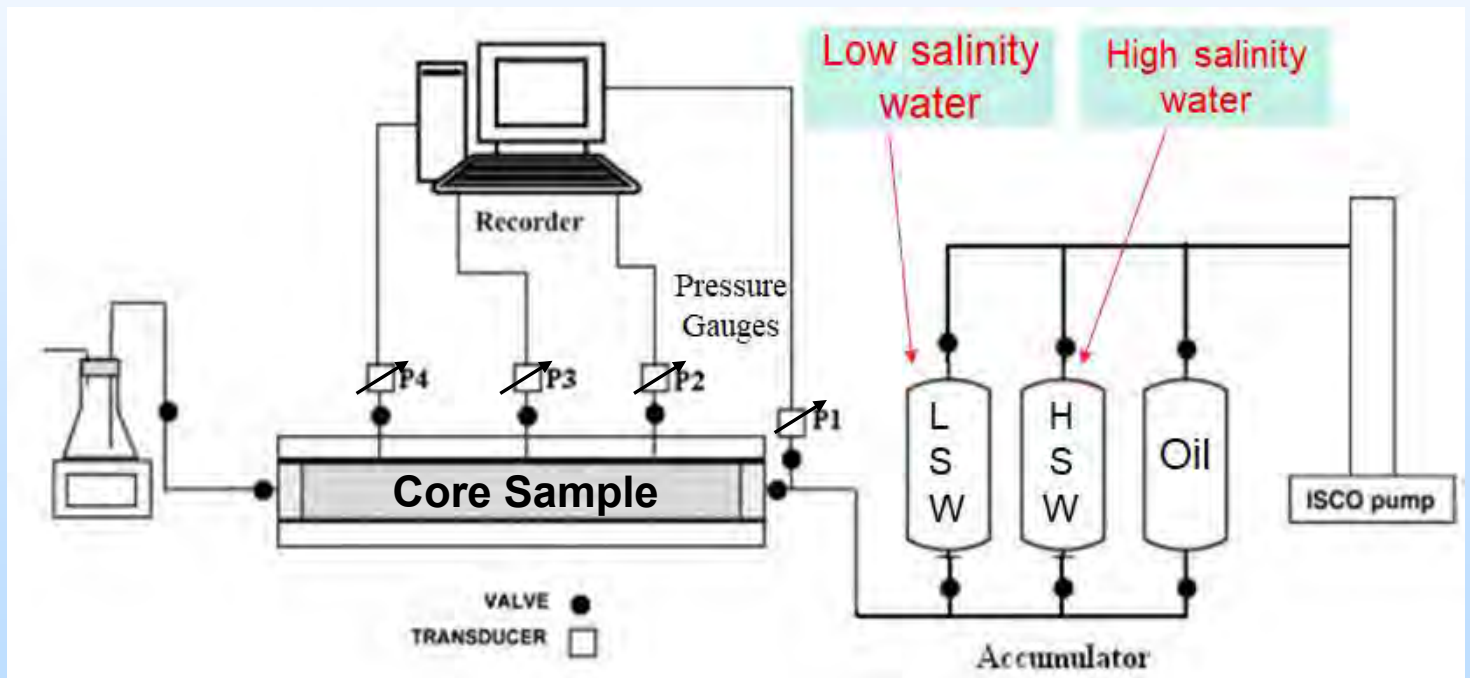 Low salinity
water
High salinity
water
Recorder
Pressure
Gauges
P4
P3
P2
P1
L
S
W
H
S
W
Oil
Core Sample
ISCO pump
VALVE
TRANSDUCER
Accumulator